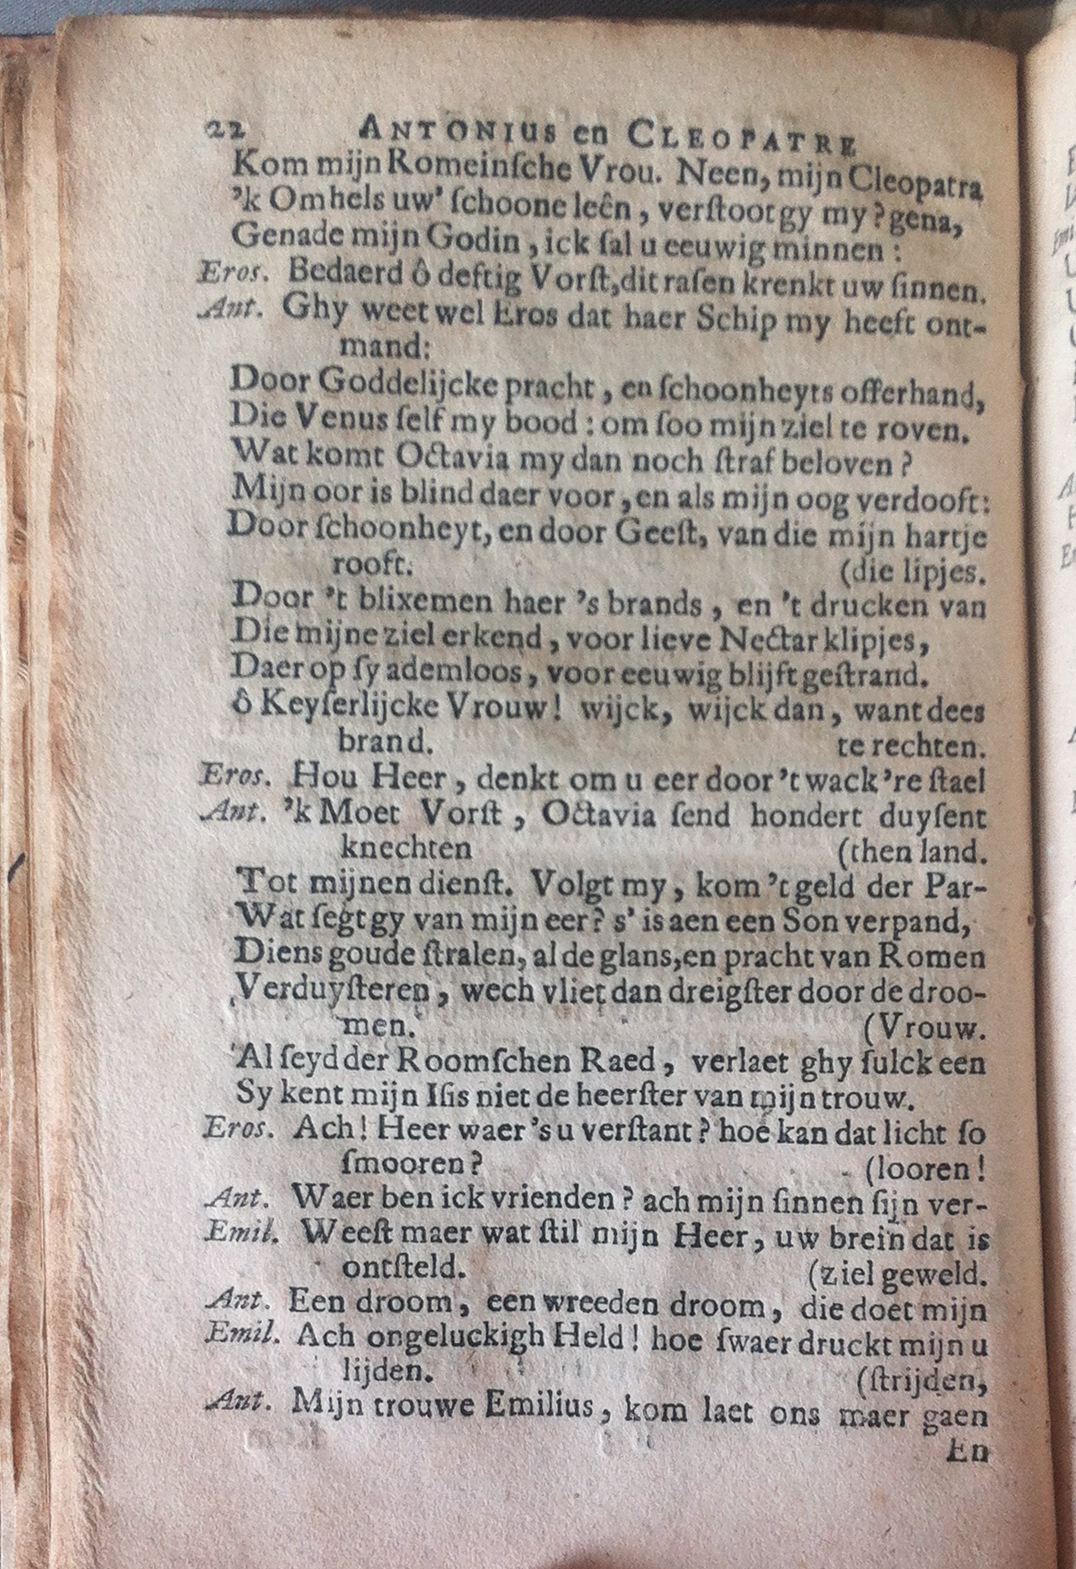 22 ANTONIUS en CLEOPATRE
Kom mijn Romeinſche Vrou. Neen, mijn Cleopatra
'k Omhels uw' ſchoone leên, verſtoot gy my? gena,
Genade mijn Godin, ick ſal u eeuwig minnen:
Eros. Bedaerd ô deftig Vorſt, dit raſen krenkt uw ſinnen.
Ant. Ghy weet wel Eros dat haer Schip my heeft ont-
mand:
Door Goddelijcke pracht, en ſchoonheyts offerhand,
Die Venus ſelf my bood: om ſoo mijn ziel te roven.
Wat komt Octavia my dan noch ſtraf beloven?
Mijn oor is blind daer voor, en als mijn oog verdooft:
Door ſchoonheyt, en door Geeſt, van die mijn hartje
rooft. (die lipjes.
Door 't blixemen haer 's brands, en 't drucken van
Die mijne ziel erkend, voor lieve Nectar klipjes,
Daer op ſy ademloos, voor eeuwig blijft geſtrand.
ô Keyſerlijcke Vrouw! wijck, wijck dan, want dees
brand. te rechten.
Eros. Hou Heer, denkt om u eer door 't wack're ſtael
Ant. 'k Moet Vorſt, Octavia ſend hondert duyſent
knechten (then land.
Tot mijnen dienſt. Volgt my, kom 't geld der Par-
Wat ſegt gy van mijn eer? s' is aen een Son verpand,
Diens goude ſtralen, al de glans, en pracht van Romen
Verduyſteren, wech vliet dan dreigſter door de droo-
men. (Vrouw.
Al ſeyd der Roomſchen Raed, verlaet ghy ſulck een
Sy kent mijn Iſis niet de heerſter van mijn trouw.
Eros. Ach! Heer waer 's u verſtant? hoe kan dat licht ſo
ſmooren? (looren!
Ant. Waer ben ick vrienden? ach mijn ſinnen ſijn ver-
Emil. Weeſt maer wat ſtil mijn Heer, uw brein dat is
ontſteld. (ziel geweld.
Ant. Een droom, een wreeden droom, die doet mijn
Emil. Ach ongeluckigh Held! hoe ſwaer druckt mijn u
lijden. (ſtrijden,
Ant. Mijn trouwe Emilius, kom laet ons maer gaen
En